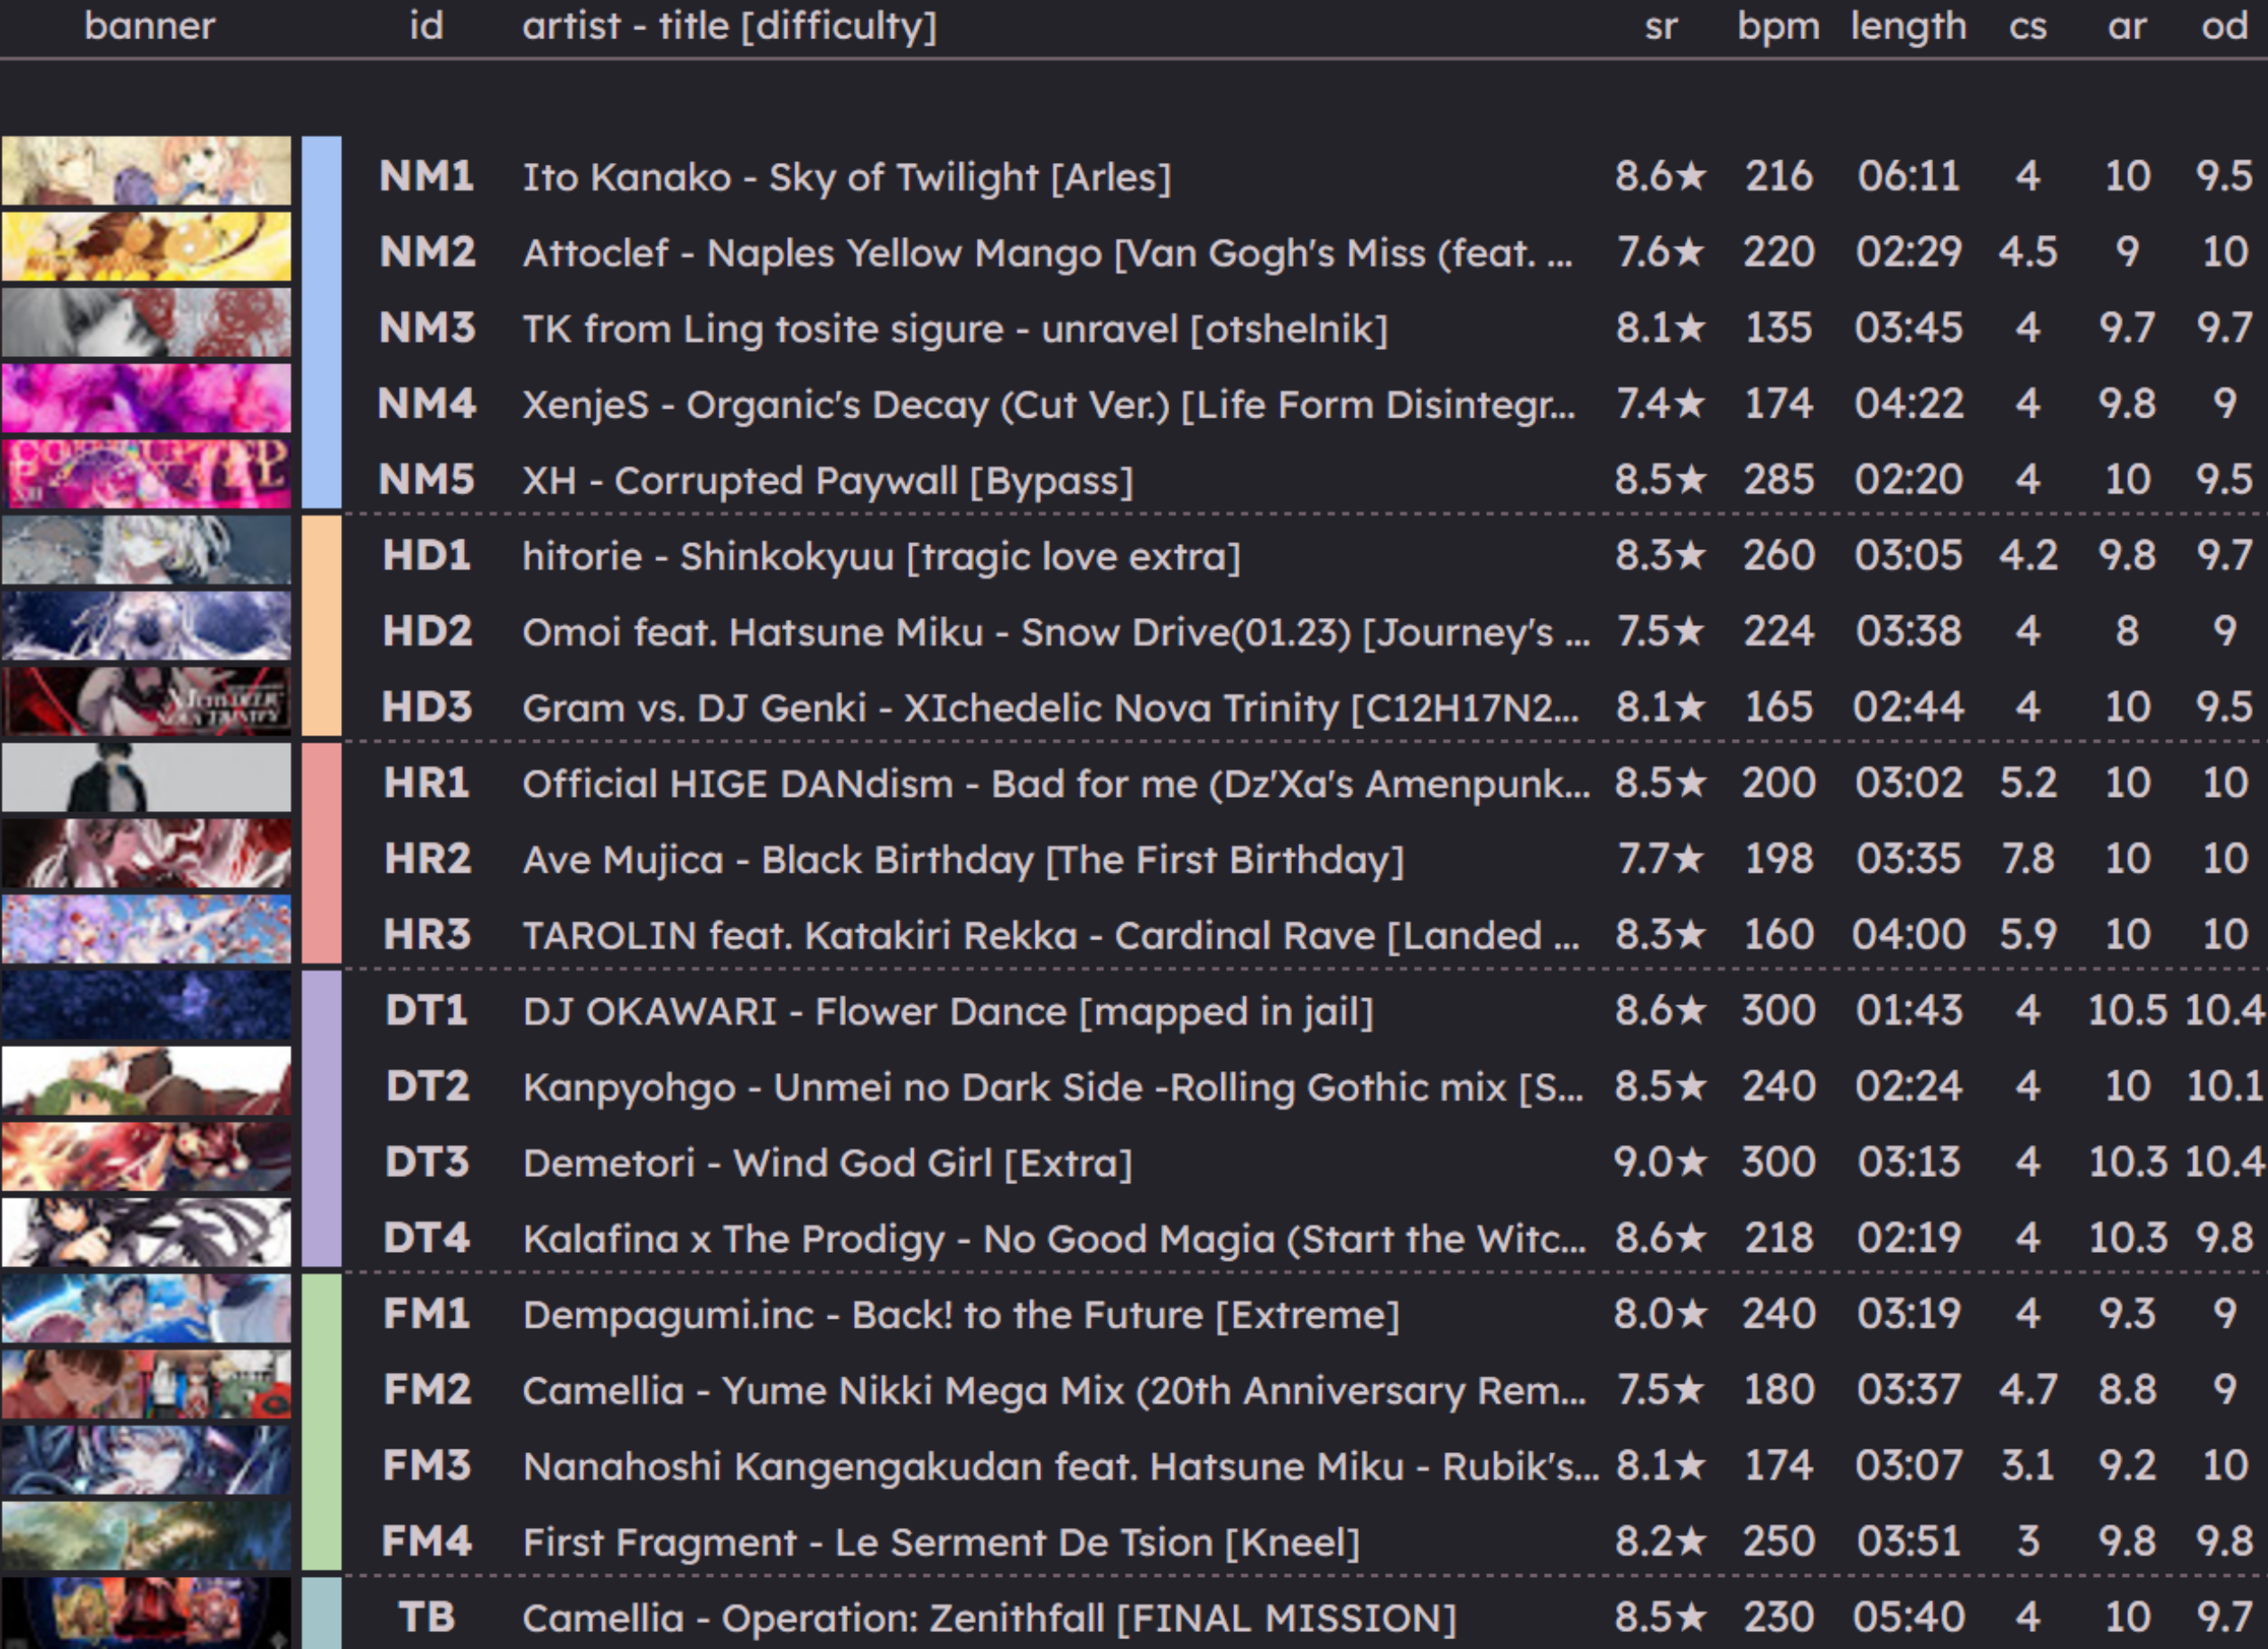 banner id artist - title [difficulty] sr bpm length cs ar od
NM1 Ito Kanako - Sky of Twilight [Arles] 8.6★ 216 06:11 4 10 9.5
NM2 Attoclef - Naples Yellow Mango [Van Gogh's Miss (feat. ... 7.6★ 220 02:29 4.5 9 10
NM3 TK from Ling tosite sigure - unravel [otshelnik] 8.1★ 135 03:45 4 9.7 9.7
NM4 XenjeS - Organic's Decay (Cut Ver.) [Life Form Disintegr... 7.4★ 174 04:22 4 9.8 9
NM5 XH - Corrupted Paywall [Bypass] 8.5★ 285 02:20 4 10 9.5
HD1 hitorie - Shinkokyuu [tragic love extra] 8.3★ 260 03:05 4.2 9.8 9.7
HD2 Omoi feat. Hatsune Miku - Snow Drive(01.23) [Journey's ... 7.5★ 224 03:38 4 8 9
HD3 Gram vs. DJ Genki - XIchedelic Nova Trinity [C12H17N2... 8.1★ 165 02:44 4 10 9.5
HR1 Official HIGE DANdism - Bad for me (Dz'Xa's Amenpunk... 8.5★ 200 03:02 5.2 10 10
HR2 Ave Mujica - Black Birthday [The First Birthday] 7.7★ 198 03:35 7.8 10 10
HR3 TAROLIN feat. Katakiri Rekka - Cardinal Rave [Landed ... 8.3★ 160 04:00 5.9 10 10
DT1 DJ OKAWARI - Flower Dance [mapped in jail] 8.6★ 300 01:43 4 10.5 10.4
DT2 Kanpyohgo - Unmei no Dark Side -Rolling Gothic mix [S... 8.5★ 240 02:24 4 10 10.1
DT3 Demetori - Wind God Girl [Extra] 9.0★ 300 03:13 4 10.3 10.4
DT4 Kalafina x The Prodigy - No Good Magia (Start the Witc... 8.6★ 218 02:19 4 10.3 9.8
FM1 Dempagumi.inc - Back! to the Future [Extreme] 8.0★ 240 03:19 4 9.3 9
FM2 Camellia - Yume Nikki Mega Mix (20th Anniversary Rem... 7.5★ 180 03:37 4.7 8.8 9
FM3 Nanahoshi Kangengakudan feat. Hatsune Miku - Rubik's... 8.1★ 174 03:07 3.1 9.2 10
FM4 First Fragment - Le Serment De Tsion [Kneel] 8.2★ 250 03:51 3 9.8 9.8
TB Camellia - Operation: Zenithfall [FINAL MISSION] 8.5★ 230 05:40 4 10 9.7